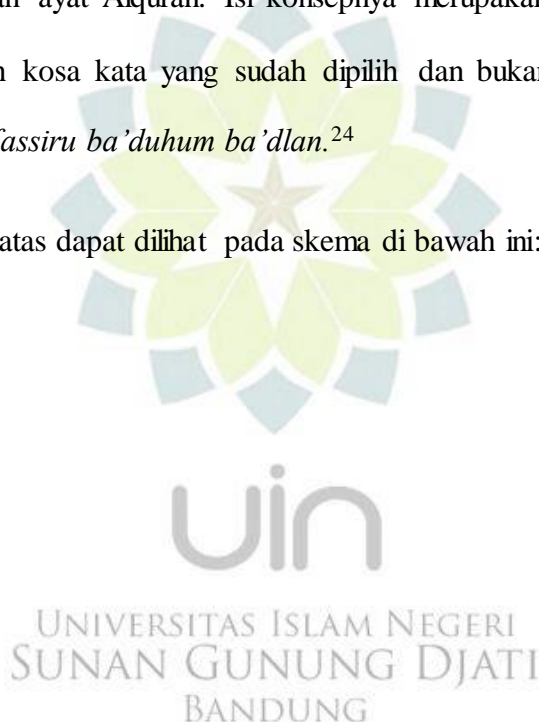 ayat Alquran. Isi konsepnya merupakan
kosa kata yang sudah dipilih dan bukan
fassiru ba’duhum ba’dlan.24
atas dapat dilihat pada skema di bawah ini:
uin
UNIVERSITAS ISLAM NEGERI
SUNAN GUNUNG DJATI
BANDUNG